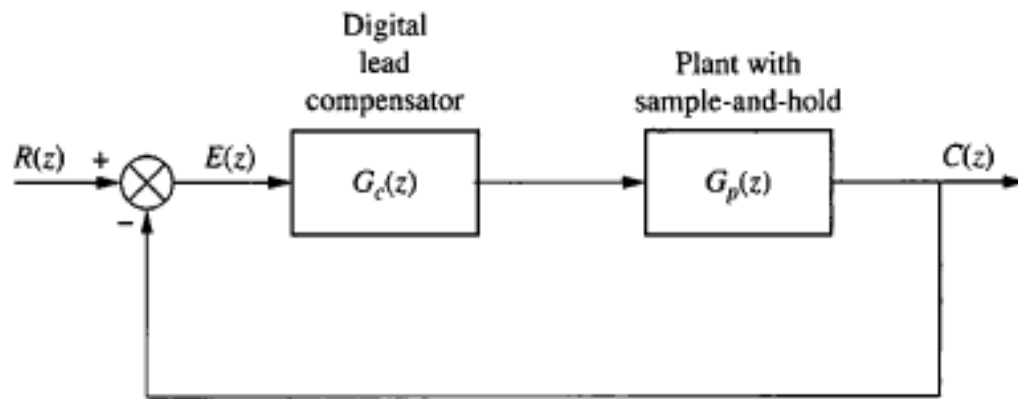 Digital
lead
compensator
Plant with
sample-and-hold
R(z) + E(z) G_c(z) G_p(z) C(z)
−